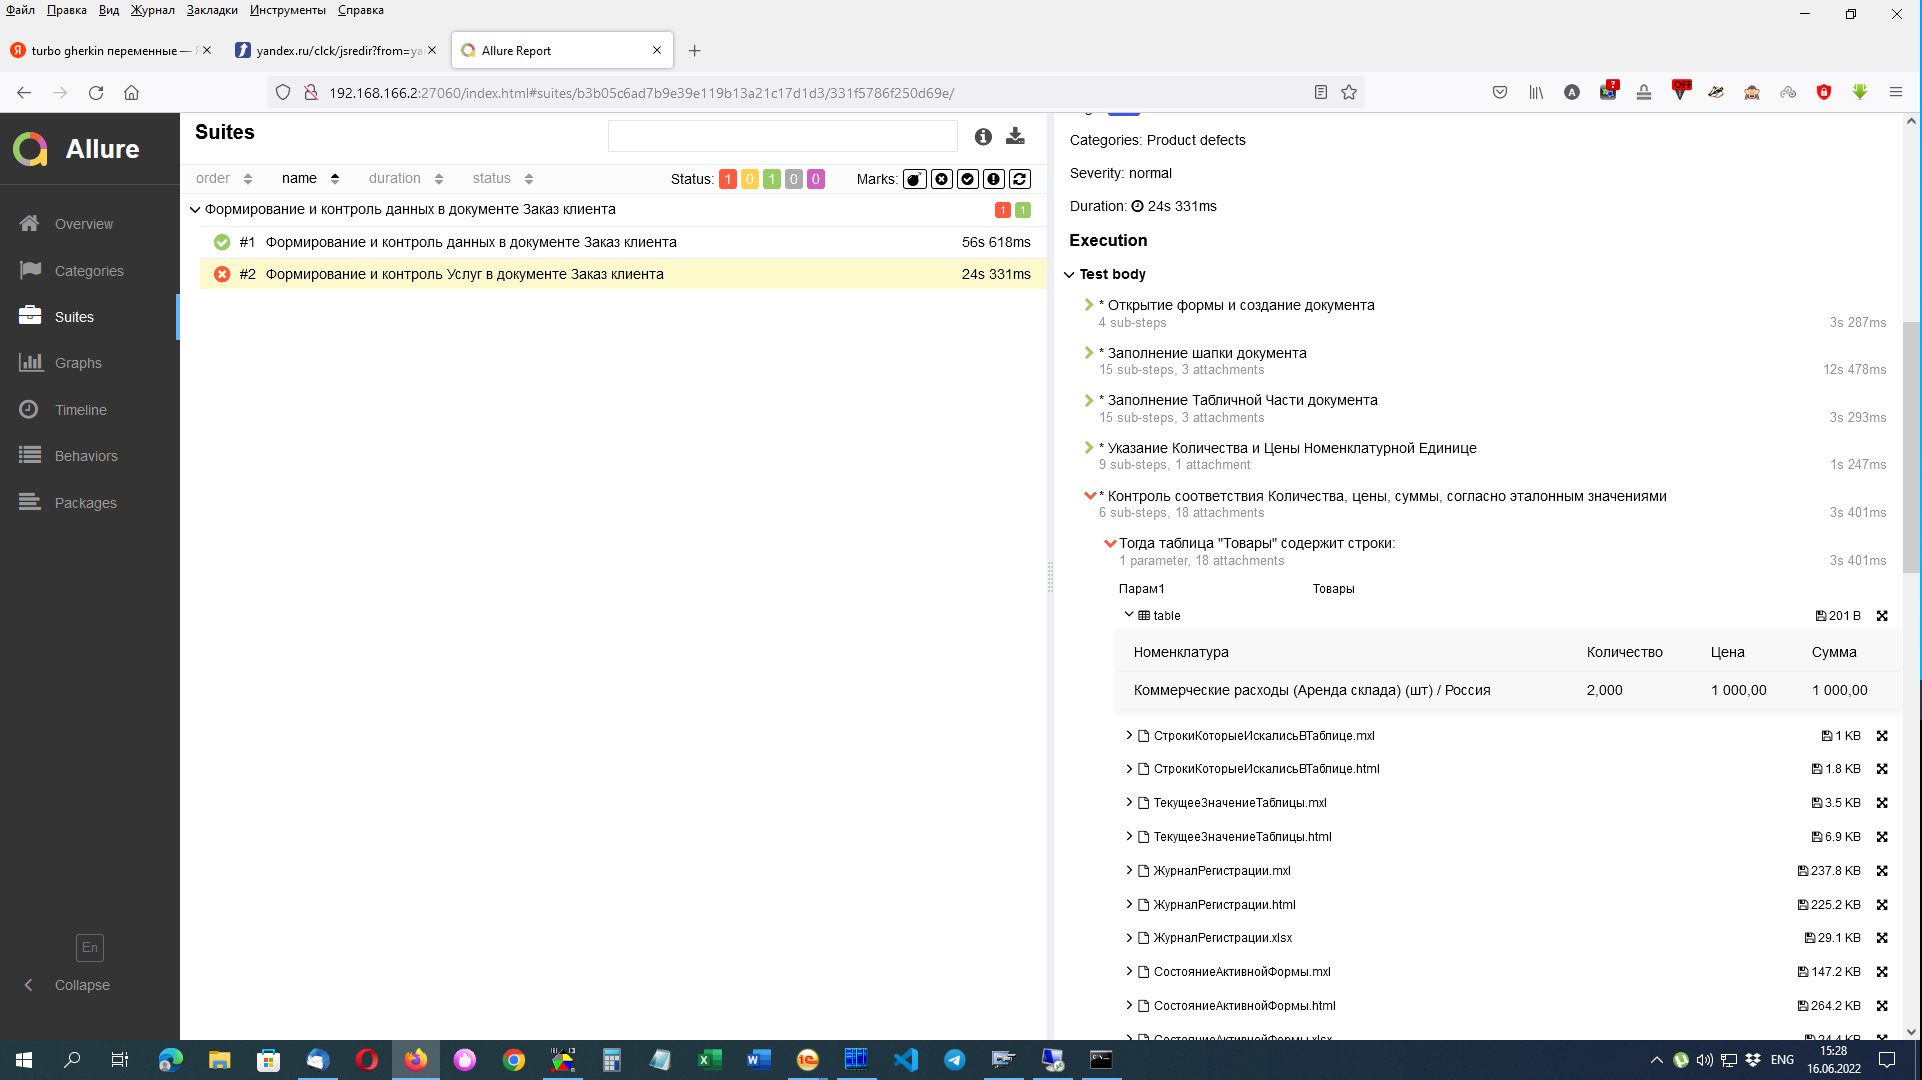 Файл Правка Вид Журнал Закладки Инструменты Справка
turbo gherkin переменные —
yandex.ru/clck/jsredir?from=ya
Allure Report
192.168.166.2:27060/index.html#suites/b3b05c6ad7b9e39e119b13a21c17d1d3/331f5786f250d69e/
OFF
Allure
Overview
Categories
Suites
Graphs
Timeline
Behaviors
Packages
En
Collapse
Suites
order name duration status Status: 1 0 1 0 0 Marks:
Формирование и контроль данных в документе Заказ клиента 1 1
#1 Формирование и контроль данных в документе Заказ клиента 56s 618ms
#2 Формирование и контроль Услуг в документе Заказ клиента 24s 331ms
Categories: Product defects
Severity: normal
Duration: 24s 331ms
Execution
Test body
* Открытие формы и создание документа
4 sub-steps 3s 287ms
* Заполнение шапки документа
15 sub-steps, 3 attachments 12s 478ms
* Заполнение Табличной Части документа
15 sub-steps, 3 attachments 3s 293ms
* Указание Количества и Цены Номенклатурной Единице
9 sub-steps, 1 attachment 1s 247ms
* Контроль соответствия Количества, цены, суммы, согласно эталонным значениями
6 sub-steps, 18 attachments 3s 401ms
Тогда таблица "Товары" содержит строки:
1 parameter, 18 attachments 3s 401ms
Парам1 Товары
table 201 B
Номенклатура Количество Цена Сумма
Коммерческие расходы (Аренда склада) (шт) / Россия 2,000 1 000,00 1 000,00
СтрокиКоторыеИскалисьВТаблице.mxl 1 KB
СтрокиКоторыеИскалисьВТаблице.html 1.8 KB
ТекущееЗначениеТаблицы.mxl 3.5 KB
ТекущееЗначениеТаблицы.html 6.9 KB
ЖурналРегистрации.mxl 237.8 KB
ЖурналРегистрации.html 225.2 KB
ЖурналРегистрации.xlsx 29.1 KB
СостояниеАктивнойФормы.mxl 147.2 KB
СостояниеАктивнойФормы.html 264.2 KB
СостояниеАктивнойФормы.xlsx 24.4 KB
ENG
15:28
16.06.2022